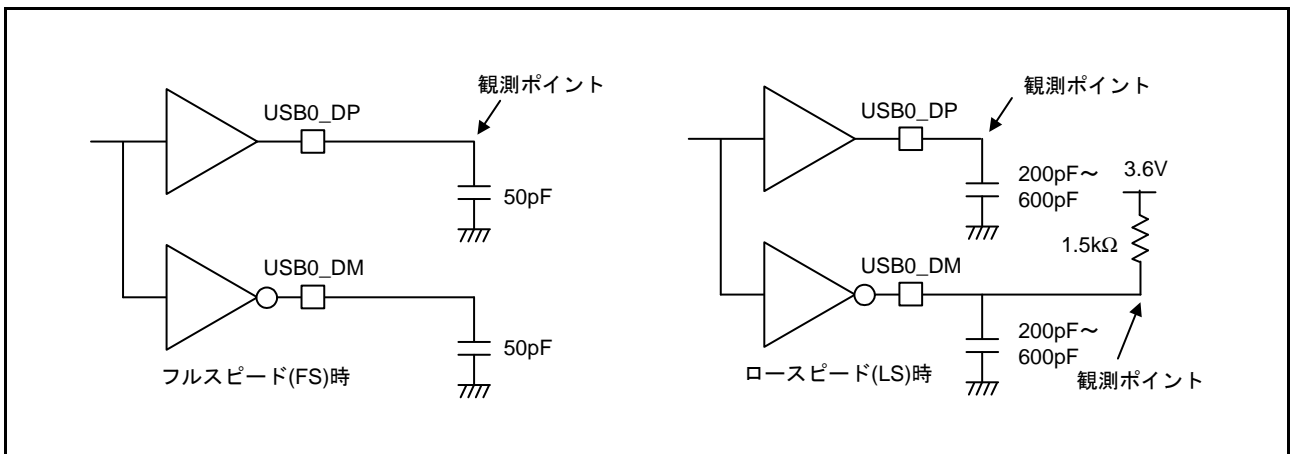 観測ポイント
USB0_DP
50pF
USB0_DM
50pF
フルスピード(FS)時
観測ポイント
USB0_DP
200pF～
600pF
3.6V
1.5kΩ
USB0_DM
200pF～
600pF
ロースピード(LS)時
観測ポイント